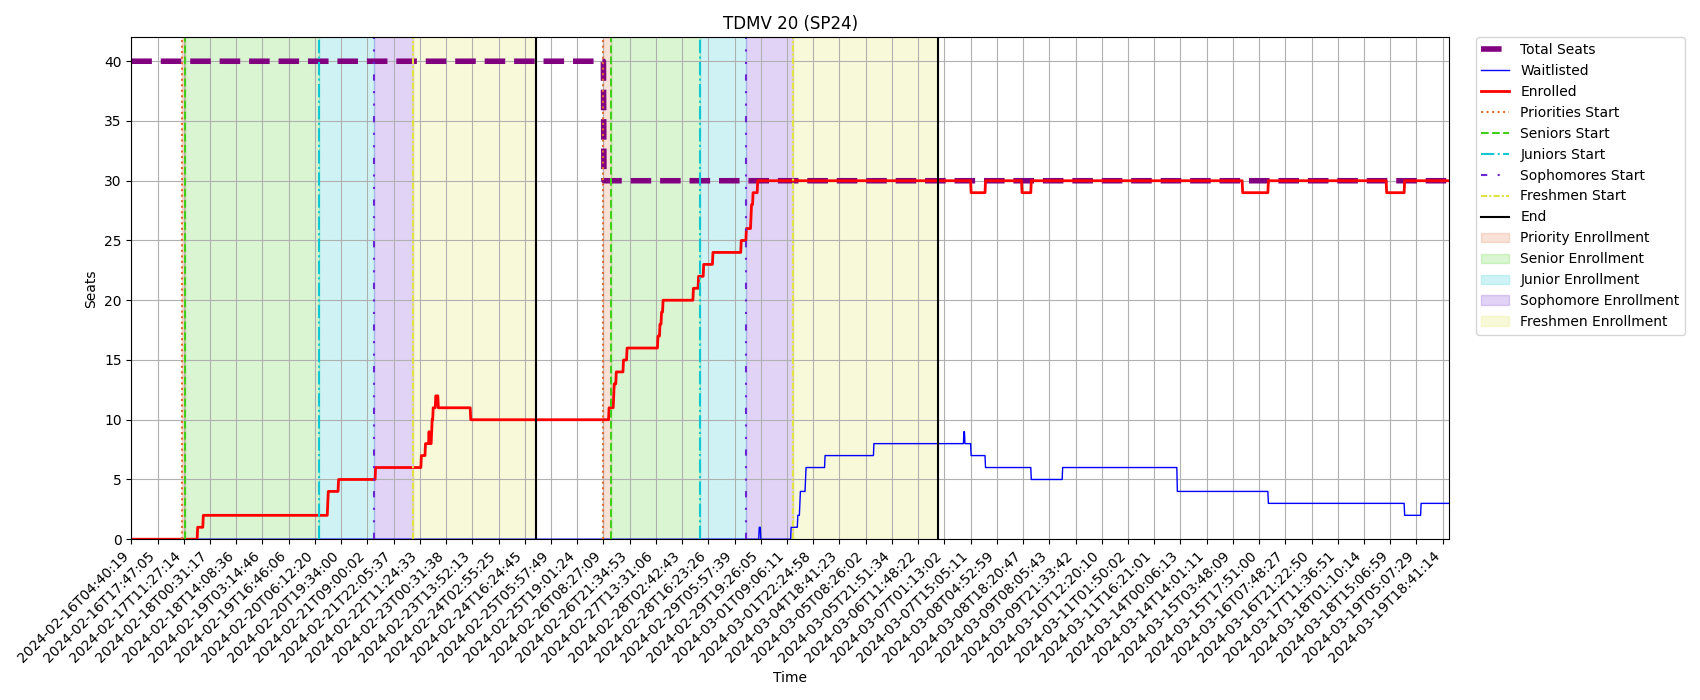 TDMV 20 (SP24)
Total Seats
Waitlisted
Enrolled
Priorities Start
Seniors Start
Juniors Start
Sophomores Start
Freshmen Start
End
Priority Enrollment
Senior Enrollment
Junior Enrollment
Sophomore Enrollment
Freshmen Enrollment
Seats
40
35
30
25
20
15
10
5
0
2024-02-16T04:40:19
2024-02-16T17:47:05
2024-02-17T11:27:14
2024-02-18T00:31:17
2024-02-18T14:08:36
2024-02-19T03:14:46
2024-02-19T16:46:09
2024-02-20T06:12:20
2024-02-20T19:34:00
2024-02-21T09:00:02
2024-02-21T22:05:37
2024-02-22T11:24:33
2024-02-23T00:31:38
2024-02-23T13:52:13
2024-02-24T02:55:25
2024-02-24T16:24:45
2024-02-25T05:57:49
2024-02-25T19:01:24
2024-02-26T08:27:09
2024-02-26T21:34:53
2024-02-27T13:31:06
2024-02-28T02:42:43
2024-02-28T16:23:26
2024-02-29T05:57:39
2024-02-29T19:26:05
2024-03-01T09:06:11
2024-03-01T22:24:58
2024-03-04T18:41:23
2024-03-05T08:26:02
2024-03-05T21:51:34
2024-03-06T11:48:22
2024-03-07T01:13:02
2024-03-07T15:05:11
2024-03-08T04:52:59
2024-03-08T18:20:47
2024-03-09T08:05:43
2024-03-09T21:33:42
2024-03-10T12:20:10
2024-03-11T01:50:02
2024-03-11T16:21:01
2024-03-14T00:06:13
2024-03-14T14:01:11
2024-03-15T03:48:09
2024-03-15T17:51:00
2024-03-16T07:48:27
2024-03-16T21:22:50
2024-03-17T11:36:51
2024-03-18T01:10:14
2024-03-18T15:06:59
2024-03-19T05:07:29
2024-03-19T18:41:14
Time